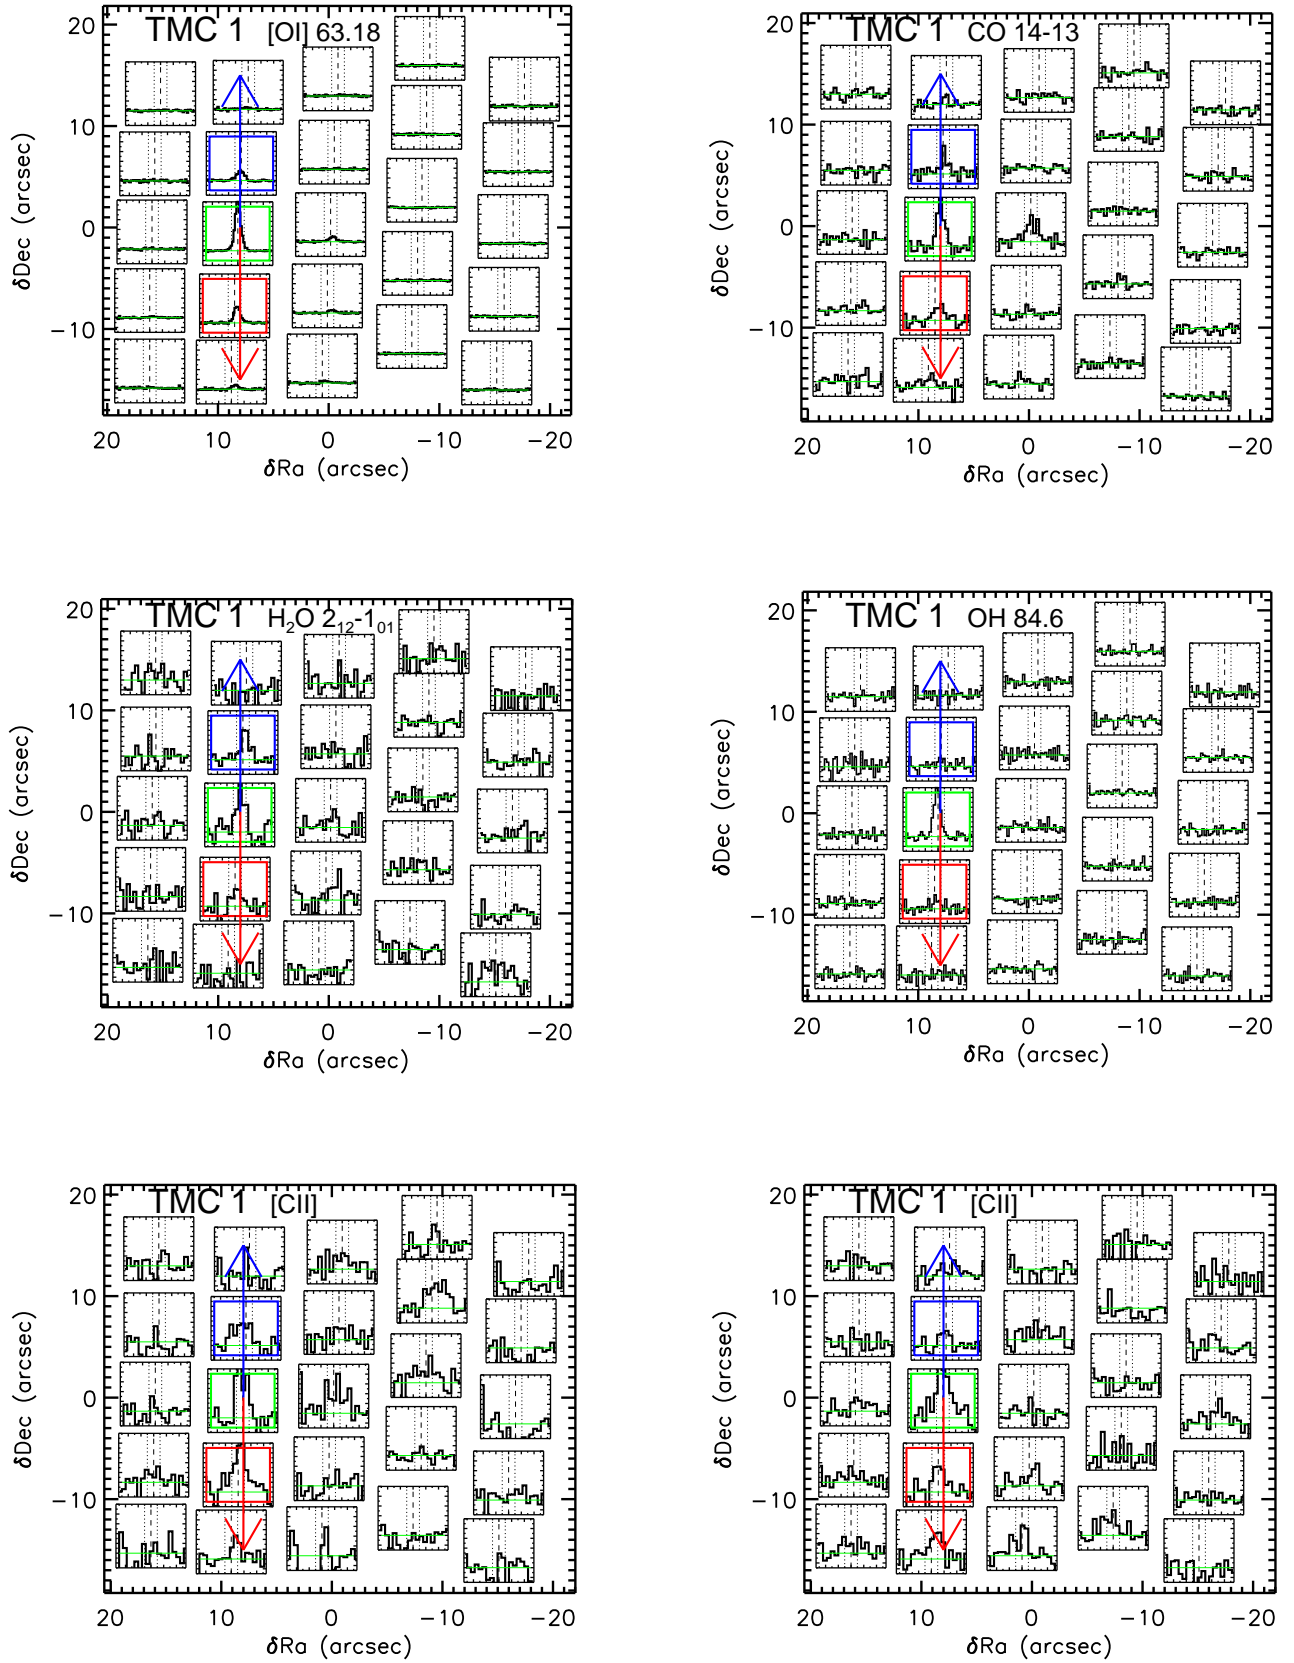 TMC 1 [OI] 63.18
20
10
0
−10
δDec (arcsec)
20 10 0 −10 −20
δRa (arcsec)
TMC 1 CO 14-13
20
10
0
−10
δDec (arcsec)
20 10 0 −10 −20
δRa (arcsec)
TMC 1 H₂O 2₁₂-1₀₁
20
10
0
−10
δDec (arcsec)
20 10 0 −10 −20
δRa (arcsec)
TMC 1 OH 84.6
20
10
0
−10
δDec (arcsec)
20 10 0 −10 −20
δRa (arcsec)
TMC 1 [CII]
20
10
0
−10
δDec (arcsec)
20 10 0 −10 −20
δRa (arcsec)
TMC 1 [CII]
20
10
0
−10
δDec (arcsec)
20 10 0 −10 −20
δRa (arcsec)